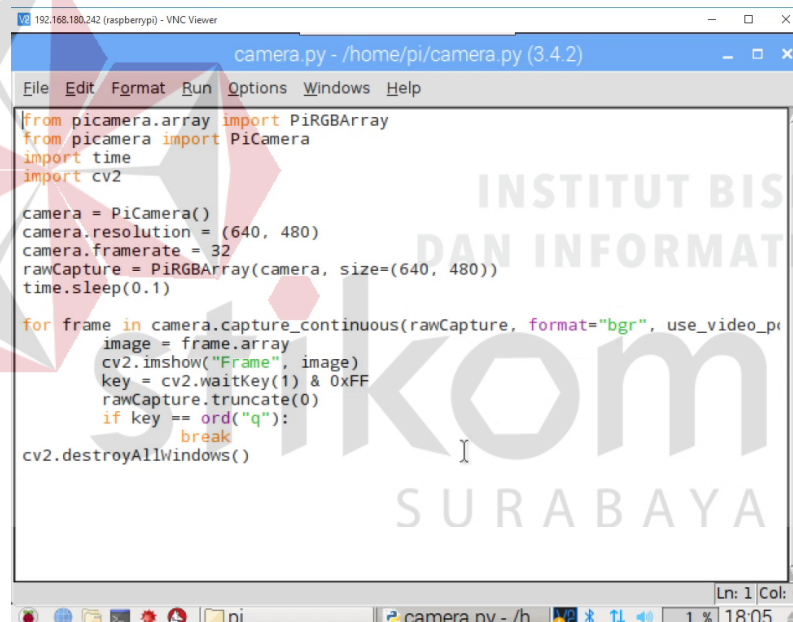 192.168.180.242 (raspberrypi) - VNC Viewer
camera.py - /home/pi/camera.py (3.4.2)
File Edit Format Run Options Windows Help
from picamera.array import PiRGBArray
from picamera import PiCamera
import time
import cv2
camera = PiCamera()
camera.resolution = (640, 480)
camera.framerate = 32
rawCapture = PiRGBArray(camera, size=(640, 480))
time.sleep(0.1)
for frame in camera.capture_continuous(rawCapture, format="bgr", use_video_po
        image = frame.array
        cv2.imshow("Frame", image)
        key = cv2.waitKey(1) & 0xFF
        rawCapture.truncate(0)
        if key == ord("q"):
                break
cv2.destroyAllWindows()
INSTITUT BIS
DAN INFORMAT
stikom
SURABAYA
Ln: 1 Col:
pi
camera.py - /h
1 %
18:05